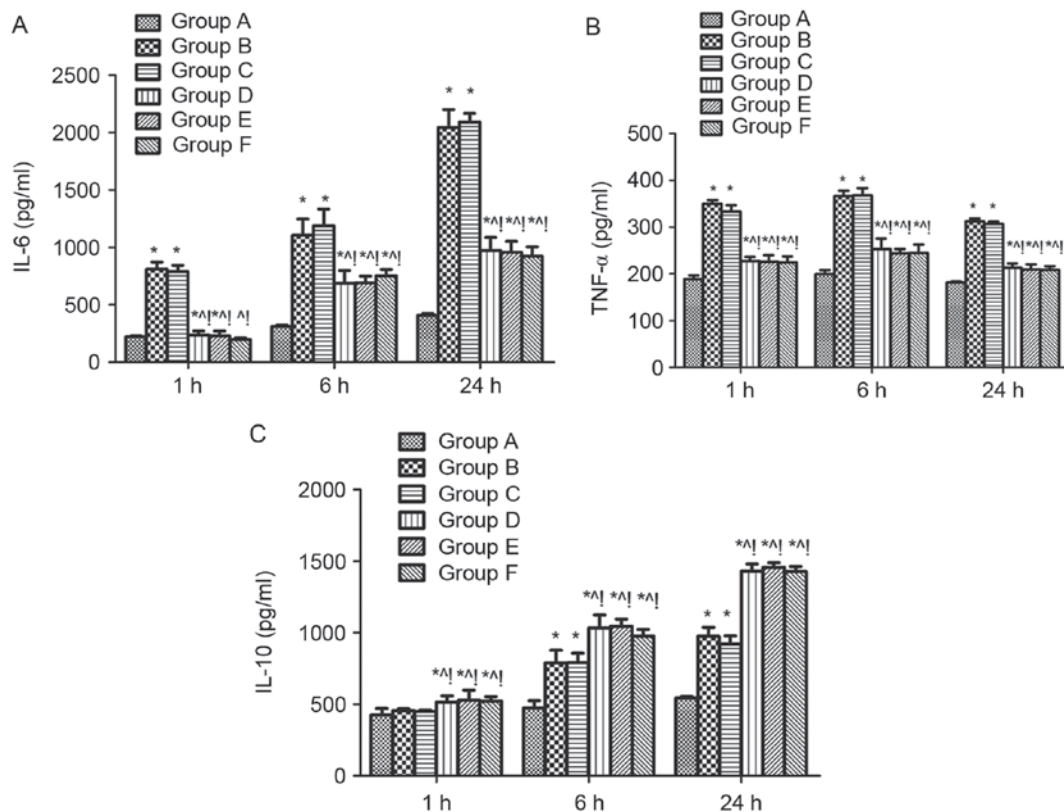 A
Group A
Group B
Group C
Group D
Group E
Group F
IL-6 (pg/ml)
2500
2000
1500
1000
500
0
* *
*^!*^! ^!
* *
*^!*^!*^!
* *
*^!*^!*^!
1 h 6 h 24 h
B
Group A
Group B
Group C
Group D
Group E
Group F
TNF-α (pg/ml)
500
400
300
200
100
0
* *
*^!*^!*^!
* *
*^!*^!*^!
* *
*^!*^!*^!
1 h 6 h 24 h
C
Group A
Group B
Group C
Group D
Group E
Group F
IL-10 (pg/ml)
2000
1500
1000
500
0
*^! *^! *^!
* *
*^! *^! *^!
* *
*^! *^! *^!
1 h 6 h 24 h